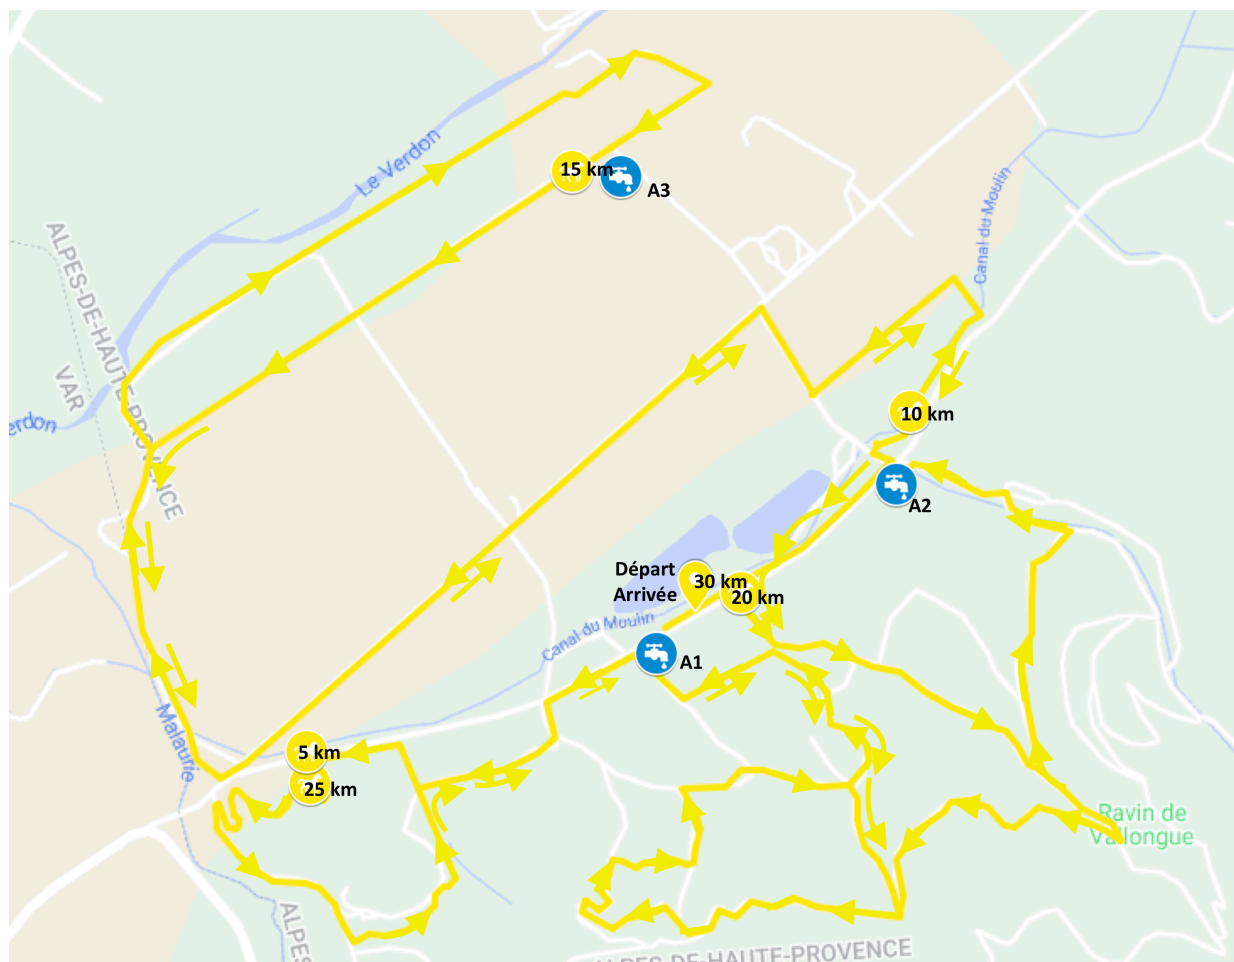 Le Verdon
15 km
A3
ALPES-DE-HAUTE-PROVENCE
VAR
Canal du Moulin
erdon
10 km
A2
Départ
Arrivée
30 km
20 km
Canal du Moulin
A1
Malaurie
5 km
25 km
Ravin de
Vallongue
ALPES
ALPES-DE-HAUTE-PROVENCE